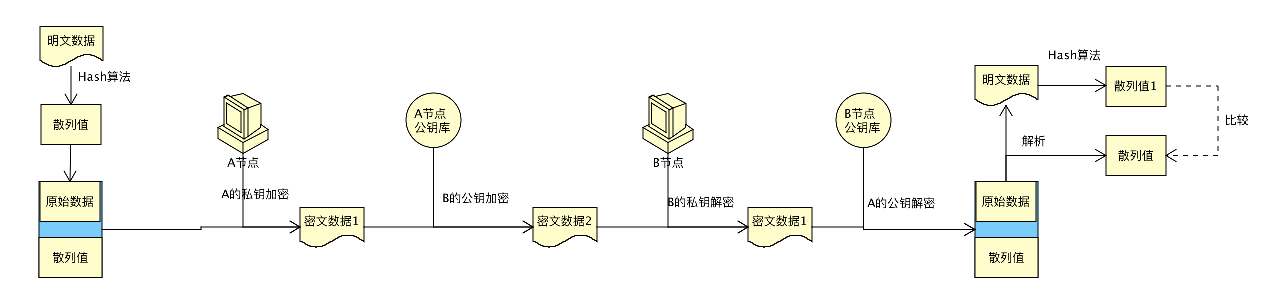 明文数据
Hash算法
散列值
原始数据
散列值
A节点
A的私钥加密
密文数据1
A节点
公钥库
B的公钥加密
密文数据2
B节点
B的私钥解密
密文数据1
B节点
公钥库
A的公钥解密
原始数据
散列值
解析
明文数据
Hash算法
散列值1
散列值
比较